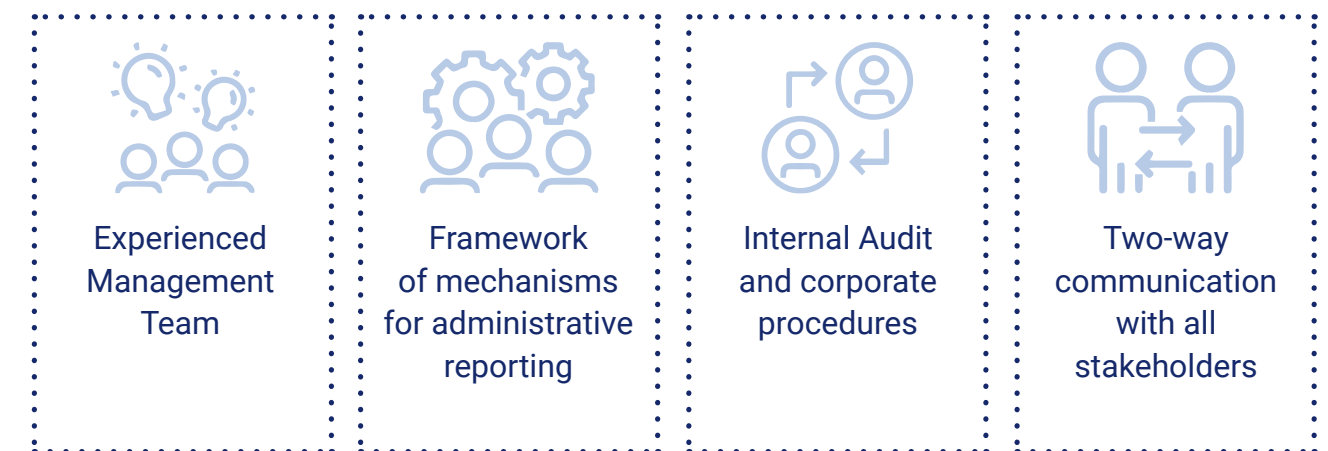 Experienced
Management
Team
Framework
of mechanisms
for administrative
reporting
Internal Audit
and corporate
procedures
Two-way
communication
with all
stakeholders